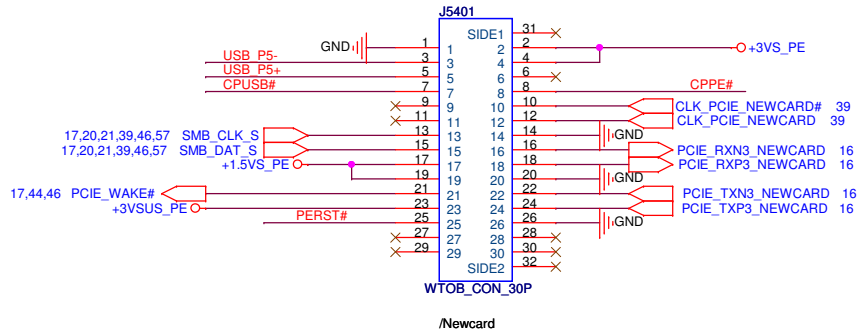 J5401
SIDE1 31
GND 1 1 2 2 +3VS_PE
USB_P5- 3 3 4 4
USB_P5+ 5 5 6 6
CPUSB# 7 7 8 8 CPPE#
9 9 10 10 CLK_PCIE_NEWCARD# 39
11 11 12 12 CLK_PCIE_NEWCARD 39
17,20,21,39,46,57 SMB_CLK_S 13 13 14 14 GND
17,20,21,39,46,57 SMB_DAT_S 15 15 16 16 PCIE_RXN3_NEWCARD 16
+1.5VS_PE 17 17 18 18 PCIE_RXP3_NEWCARD 16
19 19 20 20 GND
17,44,46 PCIE_WAKE# 21 21 22 22 PCIE_TXN3_NEWCARD 16
+3VSUS_PE 23 23 24 24 PCIE_TXP3_NEWCARD 16
PERST# 25 25 26 26 GND
27 27 28 28
29 29 30 30
SIDE2 32
WTOB_CON_30P
/Newcard